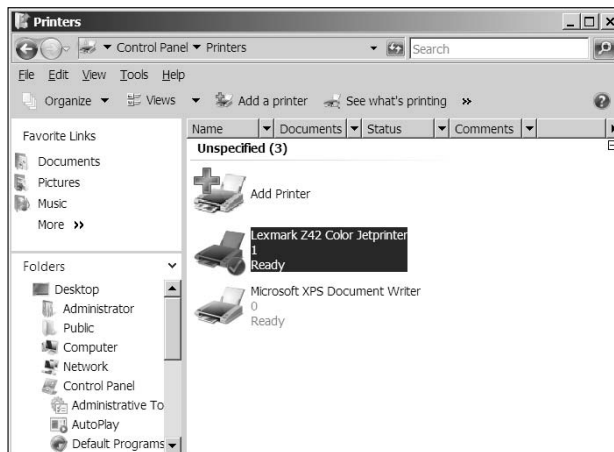 Printers
Control Panel Printers Search
File Edit View Tools Help
Organize Views Add a printer See what's printing »
Favorite Links
Documents
Pictures
Music
More »
Folders
Desktop
Administrator
Public
Computer
Network
Control Panel
Administrative To
AutoPlay
Default Programs
Name Documents Status Comments
Unspecified (3)
Add Printer
Lexmark Z42 Color Jetprinter
1
Ready
Microsoft XPS Document Writer
0
Ready